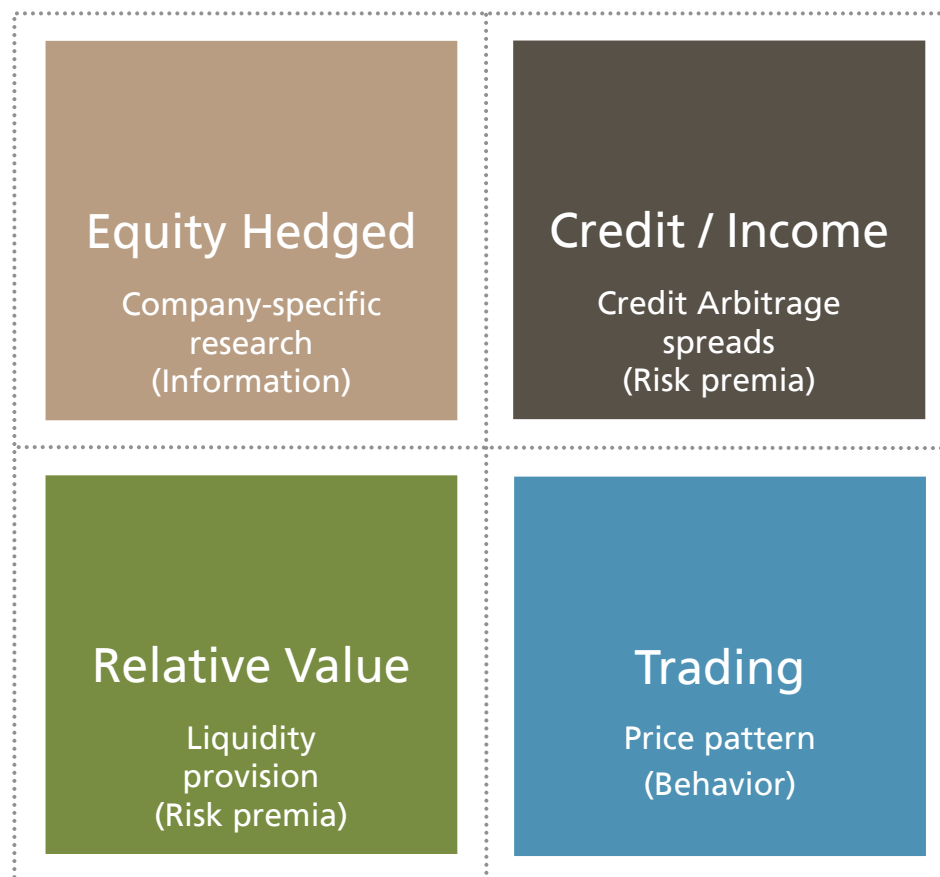 Equity Hedged
Company-specific
research
(Information)
Credit / Income
Credit Arbitrage
spreads
(Risk premia)
Relative Value
Liquidity
provision
(Risk premia)
Trading
Price pattern
(Behavior)